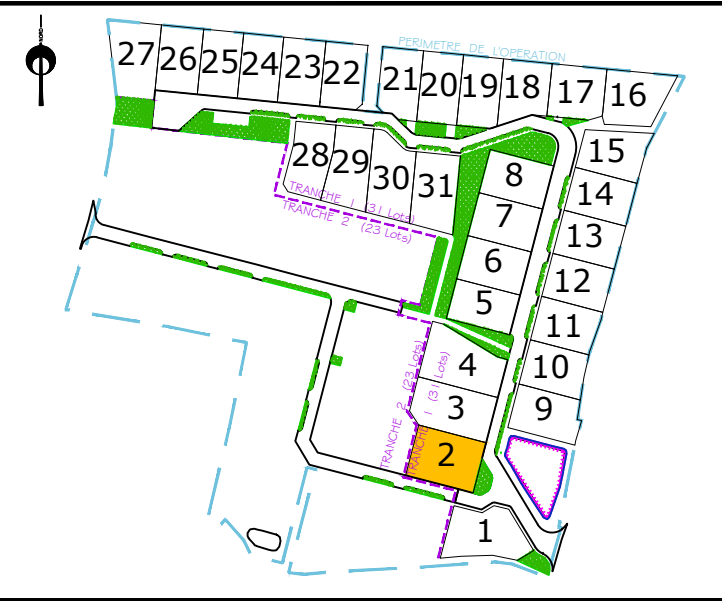 NORD
PERIMETRE DE L'OPERATION
27 26 25 24 23 22 21 20 19 18 17 16
28 29 30 31
15
8
14
7
13
6
12
5
11
4
10
3
9
2
1
TRANCHE 1 (31 Lots)
TRANCHE 2 (23 Lots)
TRANCHE 2 (23 Lots)
TRANCHE 1 (31 Lots)